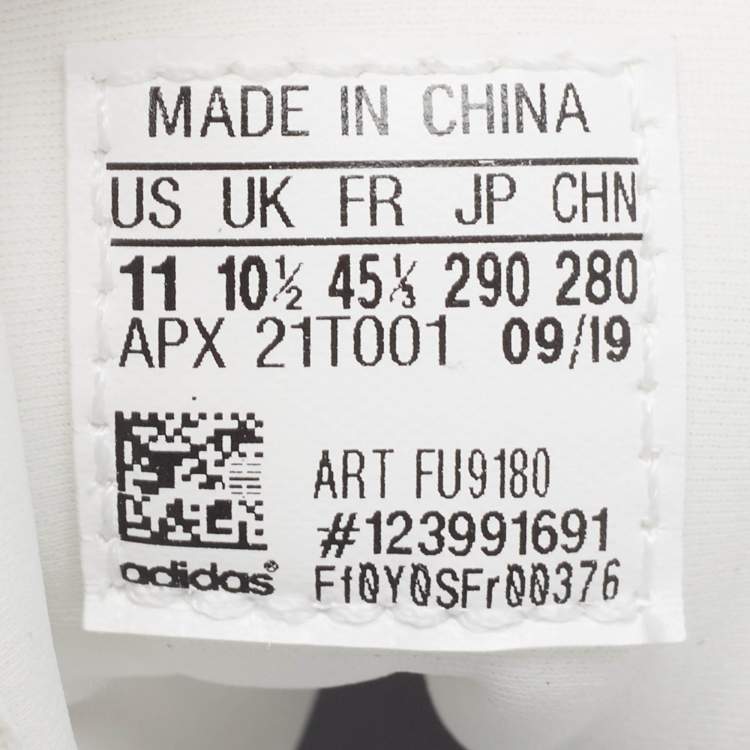 MADE IN CHINA
US UK FR JP CHN
11 10½ 45⅓ 290 280
APX 21T001 09/19
ART FU9180
#123991691
adidas®
Ff0Y0SFr00376